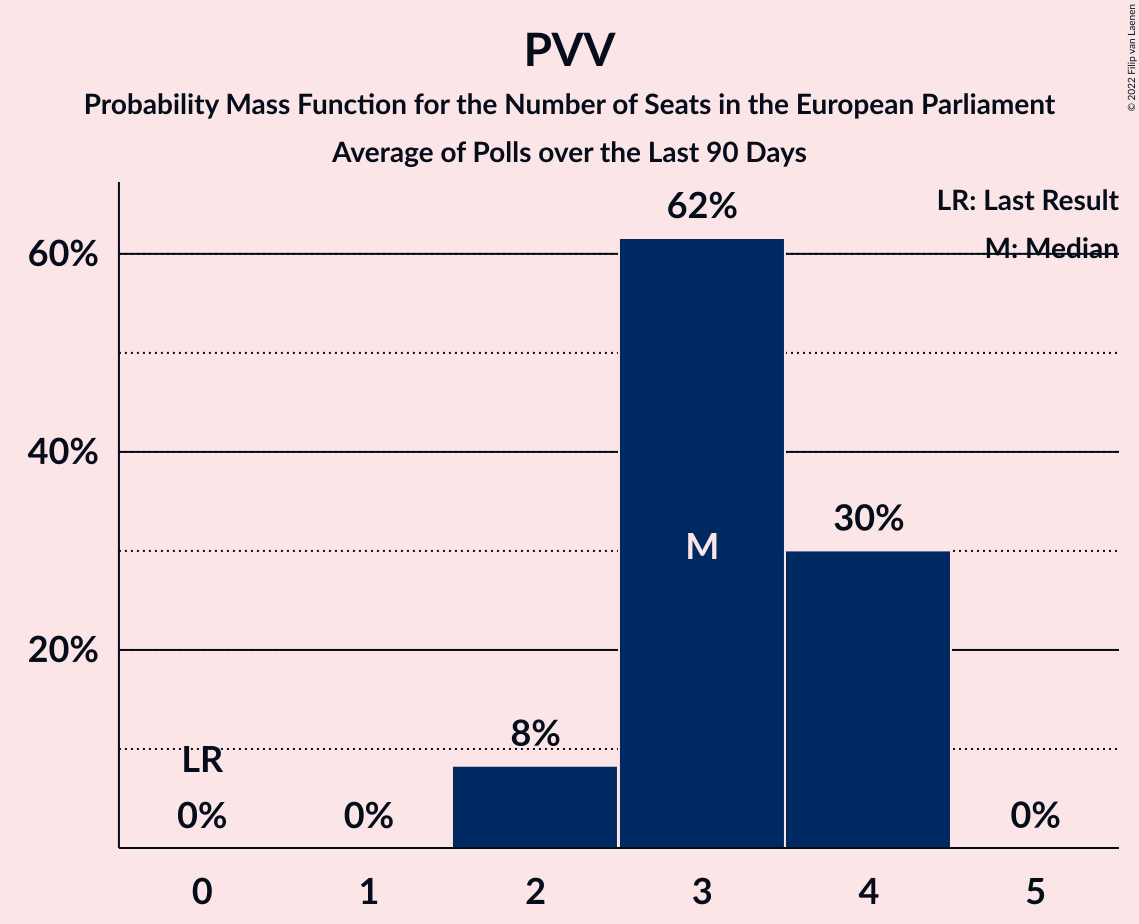 PVV
Probability Mass Function for the Number of Seats in the European Parliament
Average of Polls over the Last 90 Days
© 2022 Filip van Laenen
LR: Last Result
M: Median
62%
60%
40%
30%
M
20%
8%
LR
0%
0%
0%
0
1
2
3
4
5